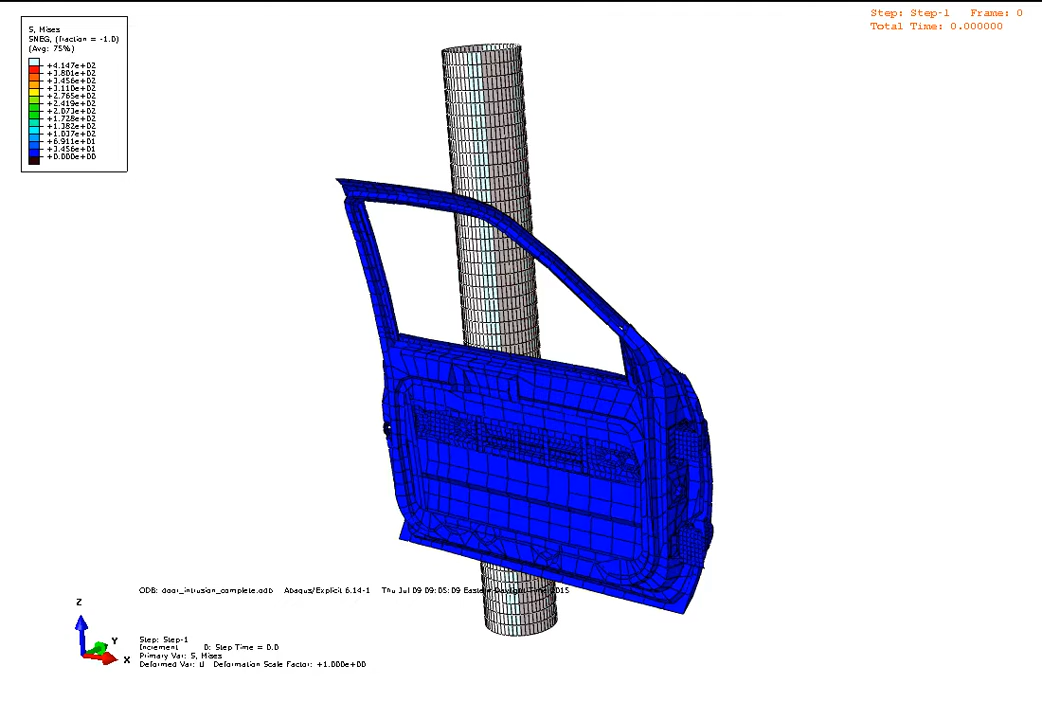 Step: Step-1 Frame: 0
Total Time: 0.000000
S, Mises
SNEG, (fraction = -1.0)
(Avg: 75%)
+4.147e+02
+3.801e+02
+3.456e+02
+3.110e+02
+2.765e+02
+2.419e+02
+2.073e+02
+1.728e+02
+1.382e+02
+1.037e+02
+6.911e+01
+3.456e+01
+0.000e+00
ODB: door_intrusion_complete.odb Abaqus/Explicit 6.14-1 Thu Jul 09 09:05:09 Eastern Daylight Time 2015
Z
Y
X
Step: Step-1
Increment 0: Step Time = 0.0
Primary Var: S, Mises
Deformed Var: U Deformation Scale Factor: +1.000e+00